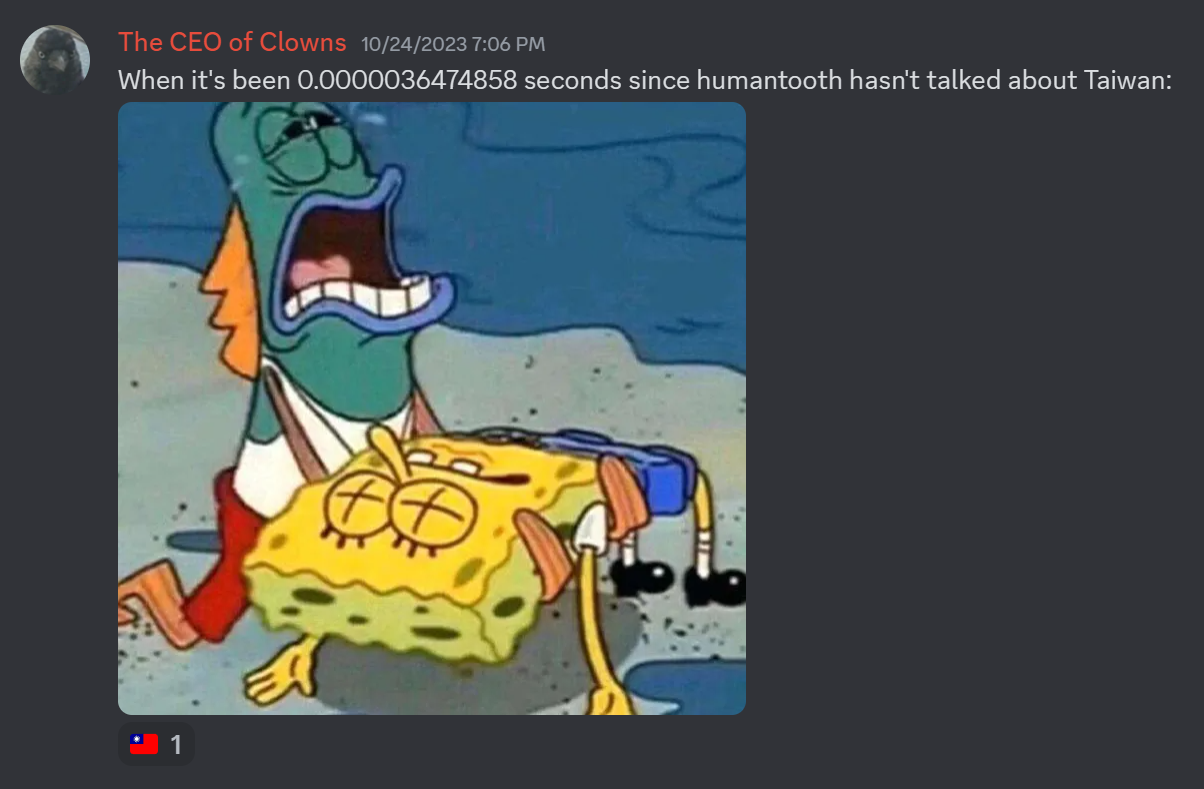 The CEO of Clowns 10/24/2023 7:06 PM
When it's been 0.0000036474858 seconds since humantooth hasn't talked about Taiwan:
1